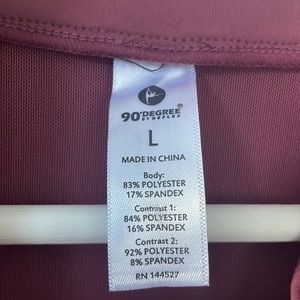 90°DEGREE®
BY REFLEX
L
MADE IN CHINA
Body:
83% POLYESTER
17% SPANDEX
Contrast 1:
84% POLYESTER
16% SPANDEX
Contrast 2:
92% POLYESTER
8% SPANDEX
RN 144527